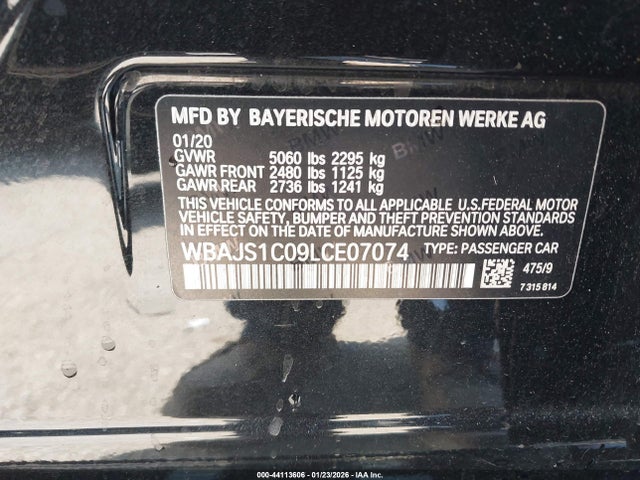 MFD BY BAYERISCHE MOTOREN WERKE AG
01/20
GVWR 5060 lbs 2295 kg
GAWR FRONT 2480 lbs 1125 kg
GAWR REAR 2736 lbs 1241 kg
THIS VEHICLE CONFORMS TO ALL APPLICABLE U.S.FEDERAL MOTOR
VEHICLE SAFETY, BUMPER AND THEFT PREVENTION STANDARDS
IN EFFECT ON THE DATE OF MANUFACTURE SHOWN ABOVE.
WBAJS1C09LCE07074 TYPE: PASSENGER CAR
475/9
7 315 814
000-44113606 - 01/23/2026 - IAA Inc.